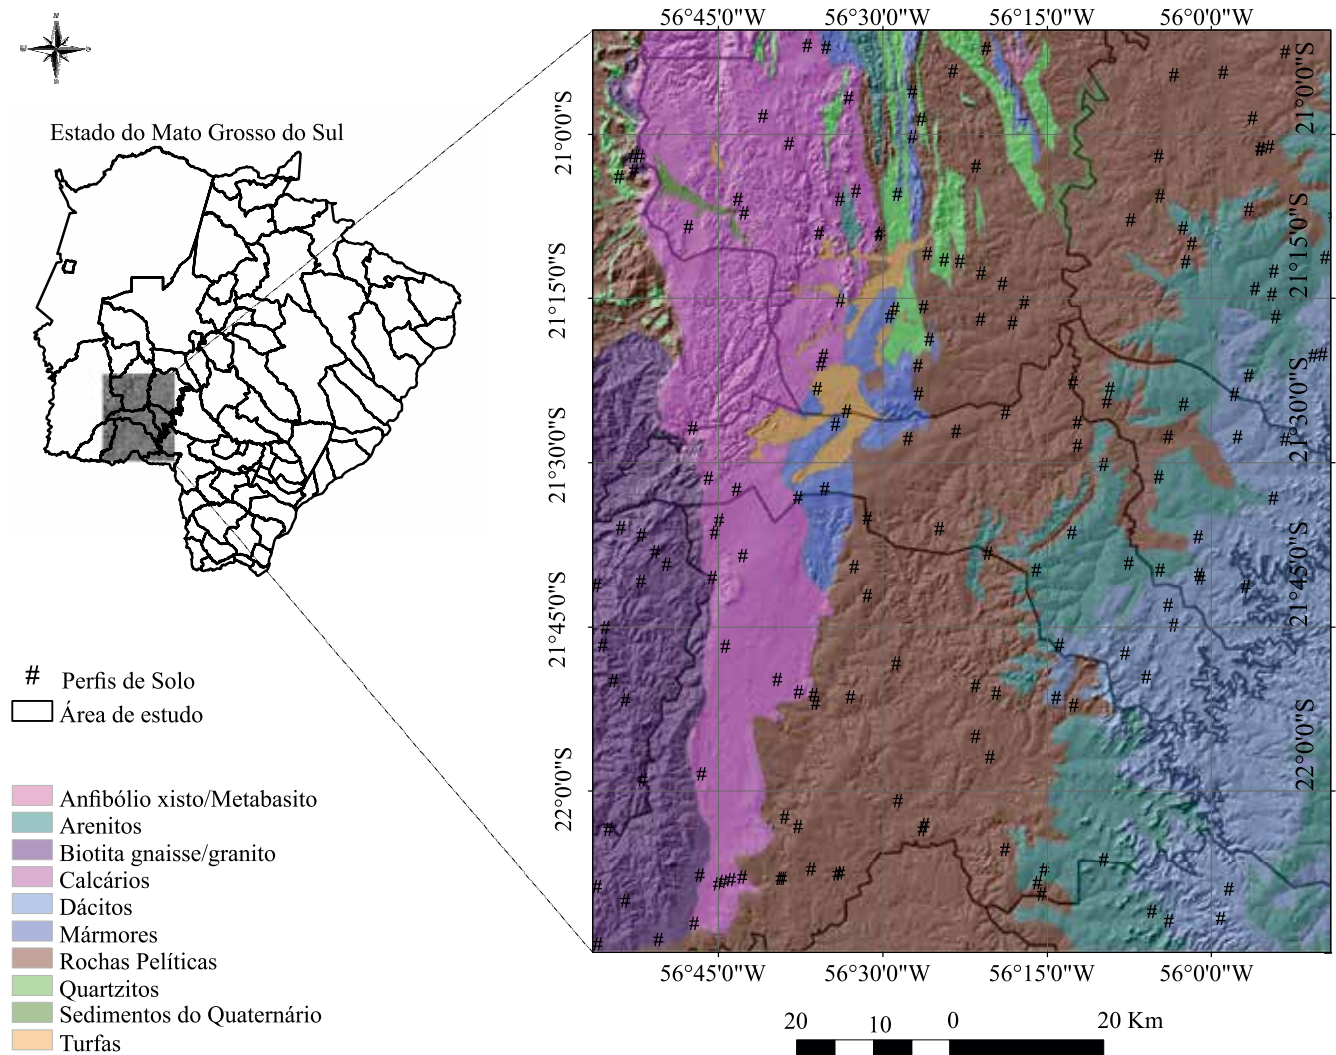 56°45'0"W 56°30'0"W 56°15'0"W 56°0'0"W
Estado do Mato Grosso do Sul
21°0'0"S
21°15'0"S
21°30'0"S
21°45'0"S
22°0'0"S
21°0'0"S
21°15'0"S
21°30'0"S
21°45'0"S
22°0'0"S
# Perfis de Solo
Área de estudo
Anfibólio xisto/Metabasito
Arenitos
Biotita gnaisse/granito
Calcários
Dácitos
Mármores
Rochas Pelíticas
Quartzitos
Sedimentos do Quaternário
Turfas
56°45'0"W 56°30'0"W 56°15'0"W 56°0'0"W
20 10 0 20 Km